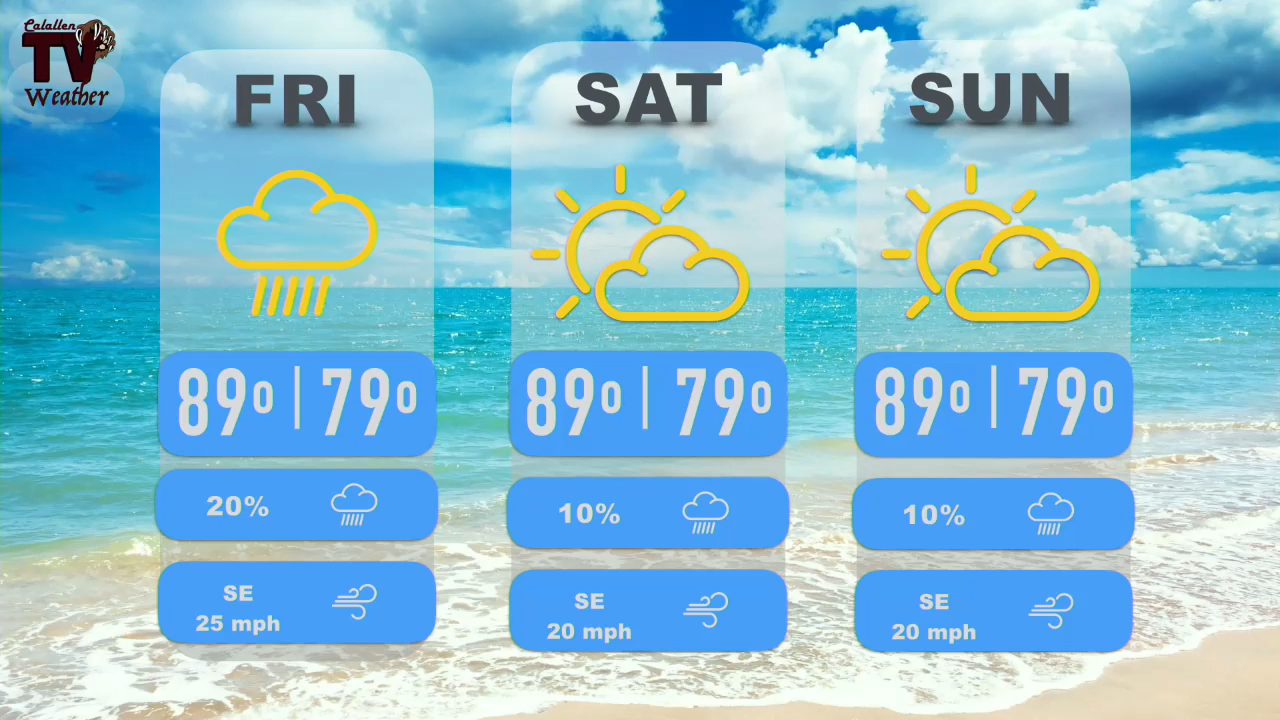 Calallen
TV
Weather
FRI
SAT
SUN
89º | 79º
89º | 79º
89º | 79º
20%
10%
10%
SE
25 mph
SE
20 mph
SE
20 mph